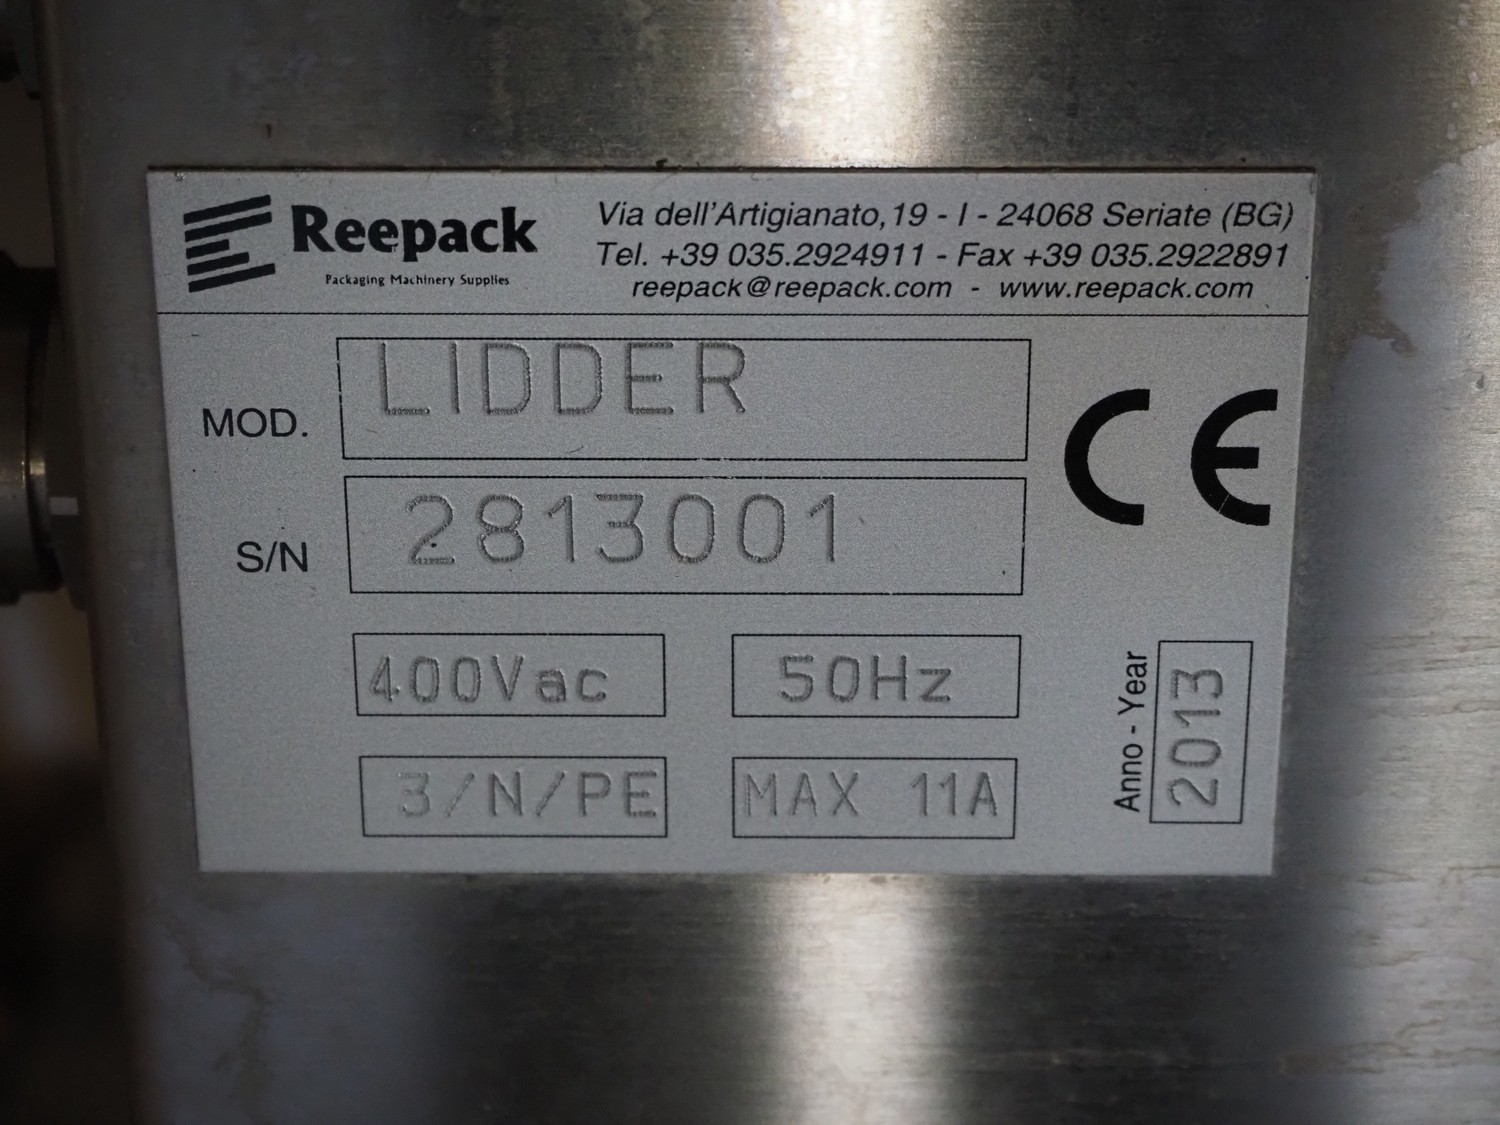 Reepack
Packaging Machinery Supplies
Via dell'Artigianato, 19 - I - 24068 Seriate (BG)
Tel. +39 035.2924911 - Fax +39 035.2922891
reepack@reepack.com - www.reepack.com
MOD. LIDDER
S/N 2813001
CE
400Vac 50Hz
3/N/PE MAX 11A
Anno - Year 2013